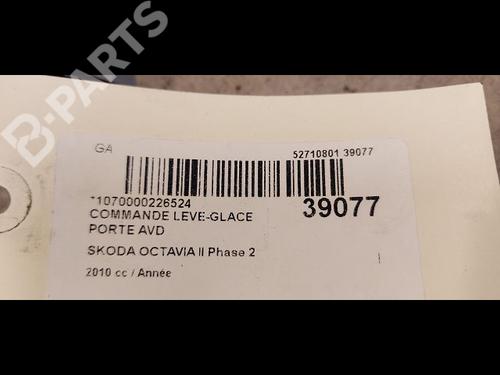 B-PARTS
GA
52710801 39077
*1070000226524
39077
COMMANDE LEVE-GLACE
PORTE AVD
SKODA OCTAVIA II Phase 2
2010 cc / Année